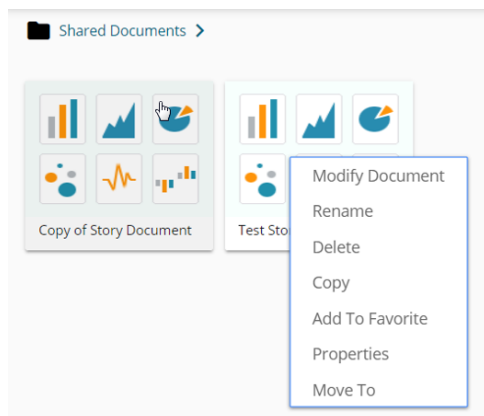 Shared Documents
Copy of Story Document
Test Sto
Modify Document
Rename
Delete
Copy
Add To Favorite
Properties
Move To